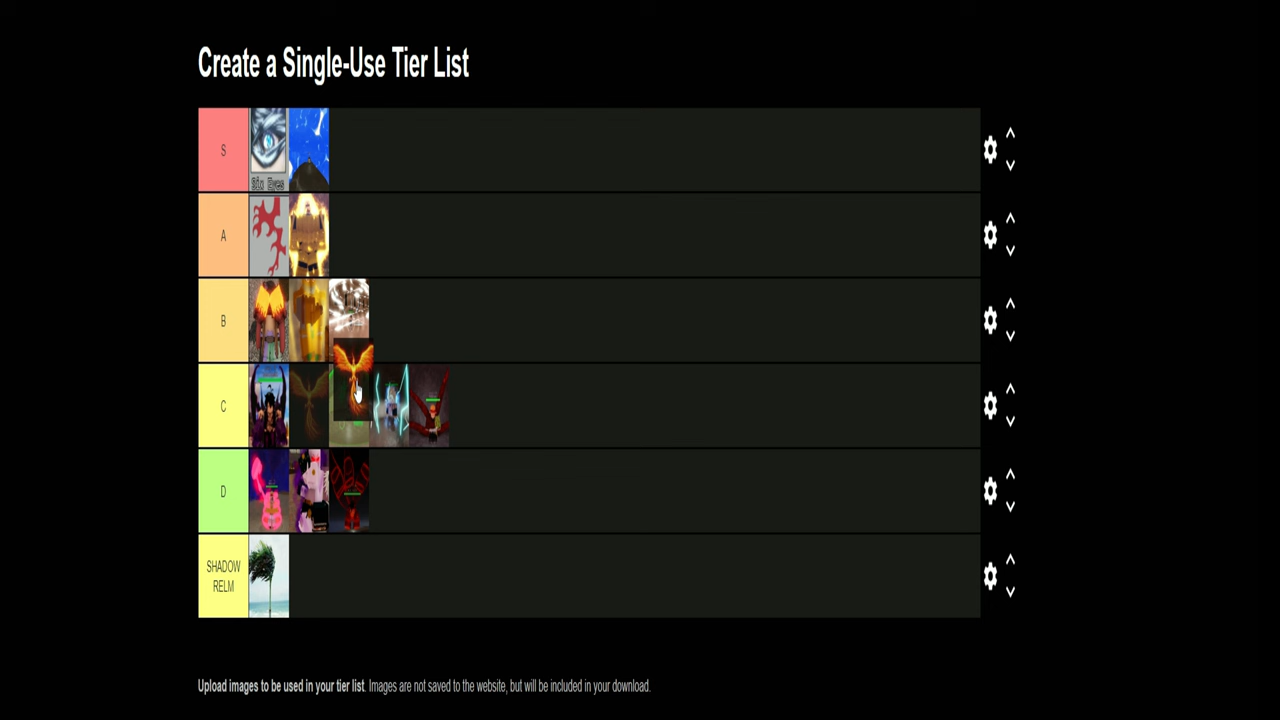 Create a Single-Use Tier List
S
Six Eyes
A
B
C
D
SHADOW
RELM
Upload images to be used in your tier list. Images are not saved to the website, but will be included in your download.